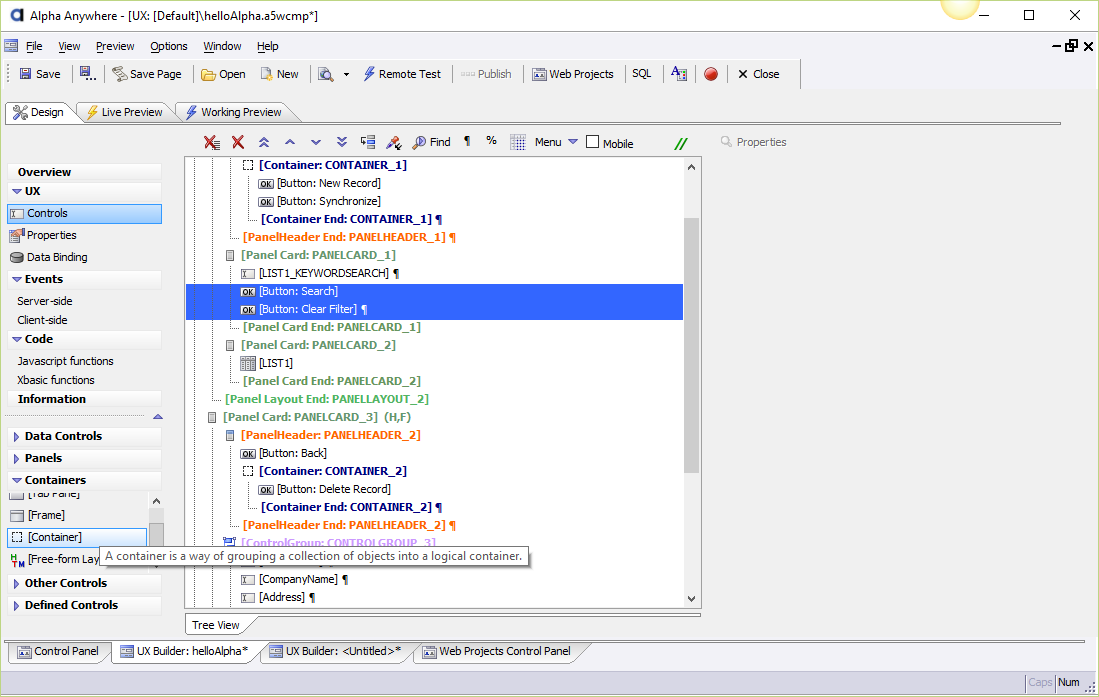 Alpha Anywhere - [UX: [Default]\helloAlpha.a5wcmp*]
File View Preview Options Window Help
Save Save Page Open New Remote Test Publish Web Projects SQL Close
Design Live Preview Working Preview
Find ¶ % Menu Mobile // Properties
Overview
UX
Controls
Properties
Data Binding
Events
Server-side
Client-side
Code
Javascript functions
Xbasic functions
Information
Data Controls
Panels
Containers
[Tab Pane]
[Frame]
[Container]
[Free-form Lay
Other Controls
Defined Controls
[Container: CONTAINER_1]
OK [Button: New Record]
OK [Button: Synchronize]
[Container End: CONTAINER_1] ¶
[PanelHeader End: PANELHEADER_1] ¶
[Panel Card: PANELCARD_1]
[LIST1_KEYWORDSEARCH] ¶
OK [Button: Search]
OK [Button: Clear Filter] ¶
[Panel Card End: PANELCARD_1]
[Panel Card: PANELCARD_2]
[LIST1]
[Panel Card End: PANELCARD_2]
[Panel Layout End: PANELLAYOUT_2]
[Panel Card: PANELCARD_3] (H,F)
[PanelHeader: PANELHEADER_2]
OK [Button: Back]
[Container: CONTAINER_2]
OK [Button: Delete Record]
[Container End: CONTAINER_2] ¶
[PanelHeader End: PANELHEADER_2] ¶
[ControlGroup: CONTROLGROUP_3]
A container is a way of grouping a collection of objects into a logical container.
[CompanyName] ¶
[Address] ¶
Tree View
Control Panel UX Builder: helloAlpha* UX Builder: <Untitled>* Web Projects Control Panel
Caps Num